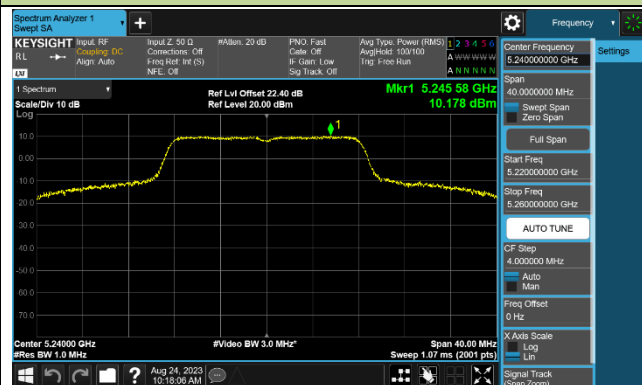 Spectrum Analyzer 1
Swept SA
Frequency
KEYSIGHT
Input: RF
Input Z: 50 Ω
#Atten: 20 dB
PNO: Fast
Avg Type: Power (RMS)
1 2 3 4 5 6
RL
Coupling: DC
Corrections: Off
Gate: Off
Avg|Hold: 100/100
A W W W W W
Align: Auto
Freq Ref: Int (S)
IF Gain: Low
Trig: Free Run
LXI
NFE: Off
Sig Track: Off
A N N N N N
1 Spectrum
Ref Lvl Offset 22.40 dB
Mkr1 5.245 58 GHz
Scale/Div 10 dB
Ref Level 20.00 dBm
10.178 dBm
Log
1
10.0
0.00
-10.0
-20.0
-30.0
-40.0
-50.0
-60.0
-70.0
Center 5.24000 GHz
#Video BW 3.0 MHz*
Span 40.00 MHz
#Res BW 1.0 MHz
Sweep 1.07 ms (2001 pts)
Aug 24, 2023
10:18:06 AM
Center Frequency
5.240000000 GHz
Settings
Span
40.0000000 MHz
Swept Span
Zero Span
Full Span
Start Freq
5.220000000 GHz
Stop Freq
5.260000000 GHz
AUTO TUNE
CF Step
4.000000 MHz
Auto
Man
Freq Offset
0 Hz
X Axis Scale
Log
Lin
Signal Track
(Span Zoom)